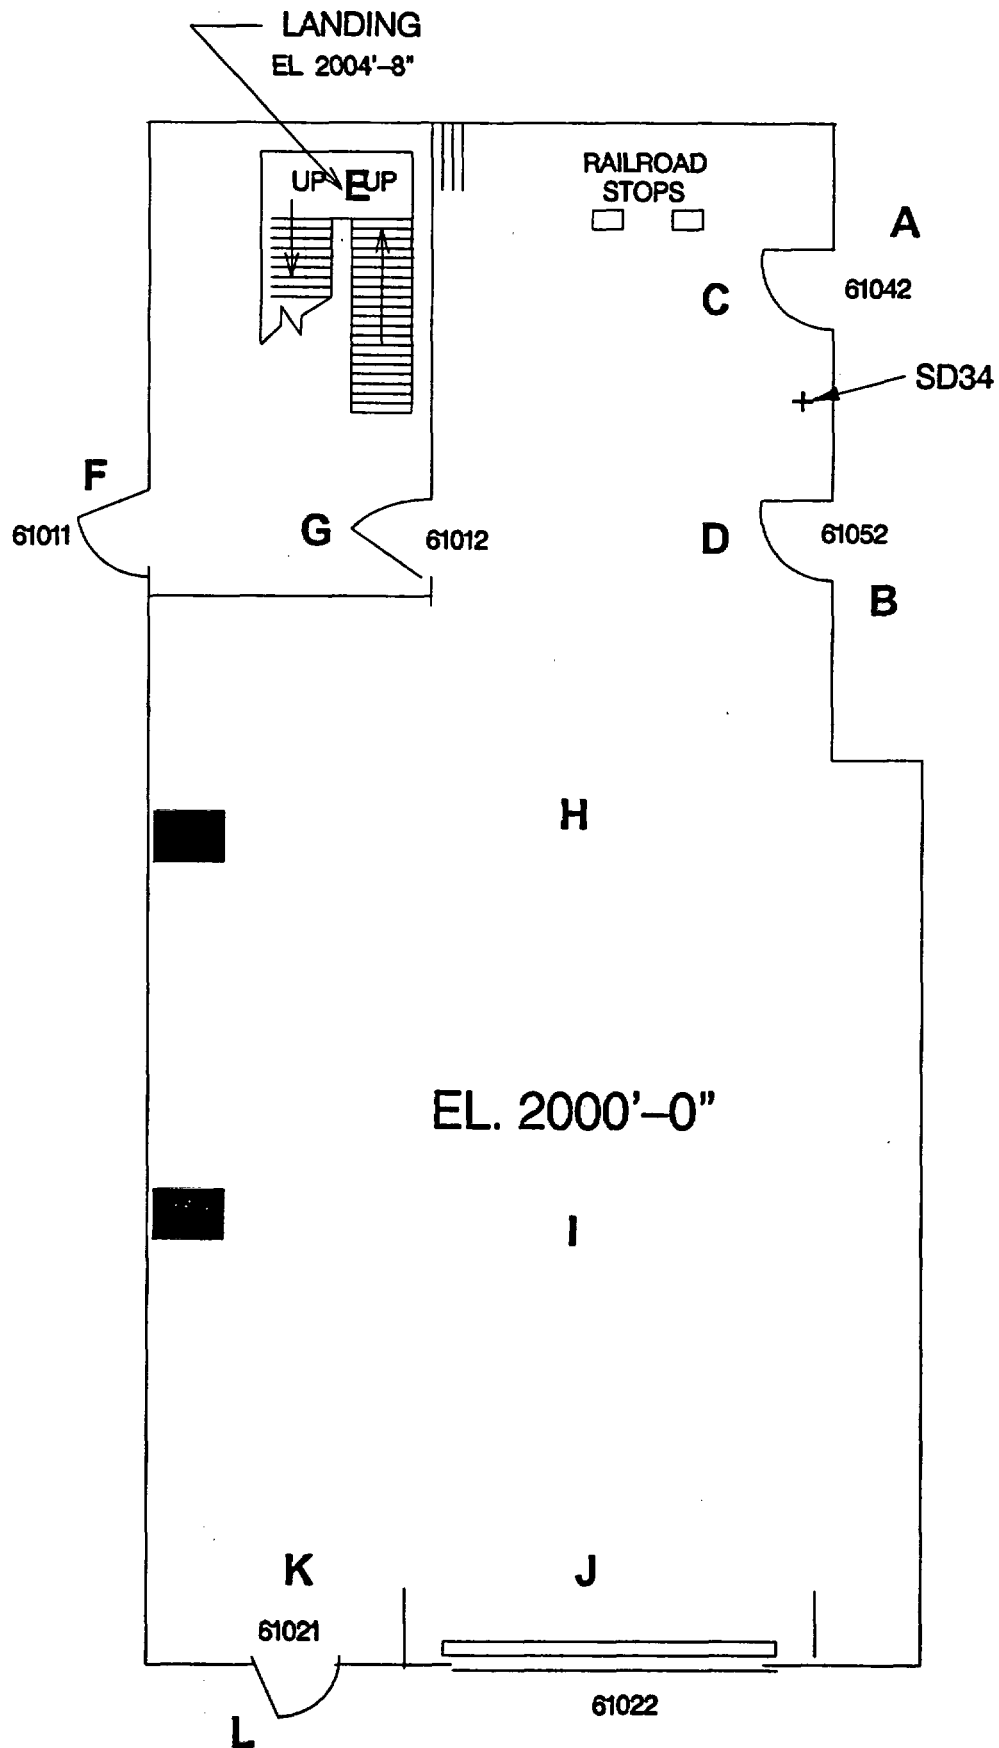 LANDING
EL 2004'–8"
UP E UP
RAILROAD
STOPS
A
C
61042
SD34
F
61011
G
61012
D
61052
B
H
EL. 2000'–0"
I
K
J
61021
61022
L